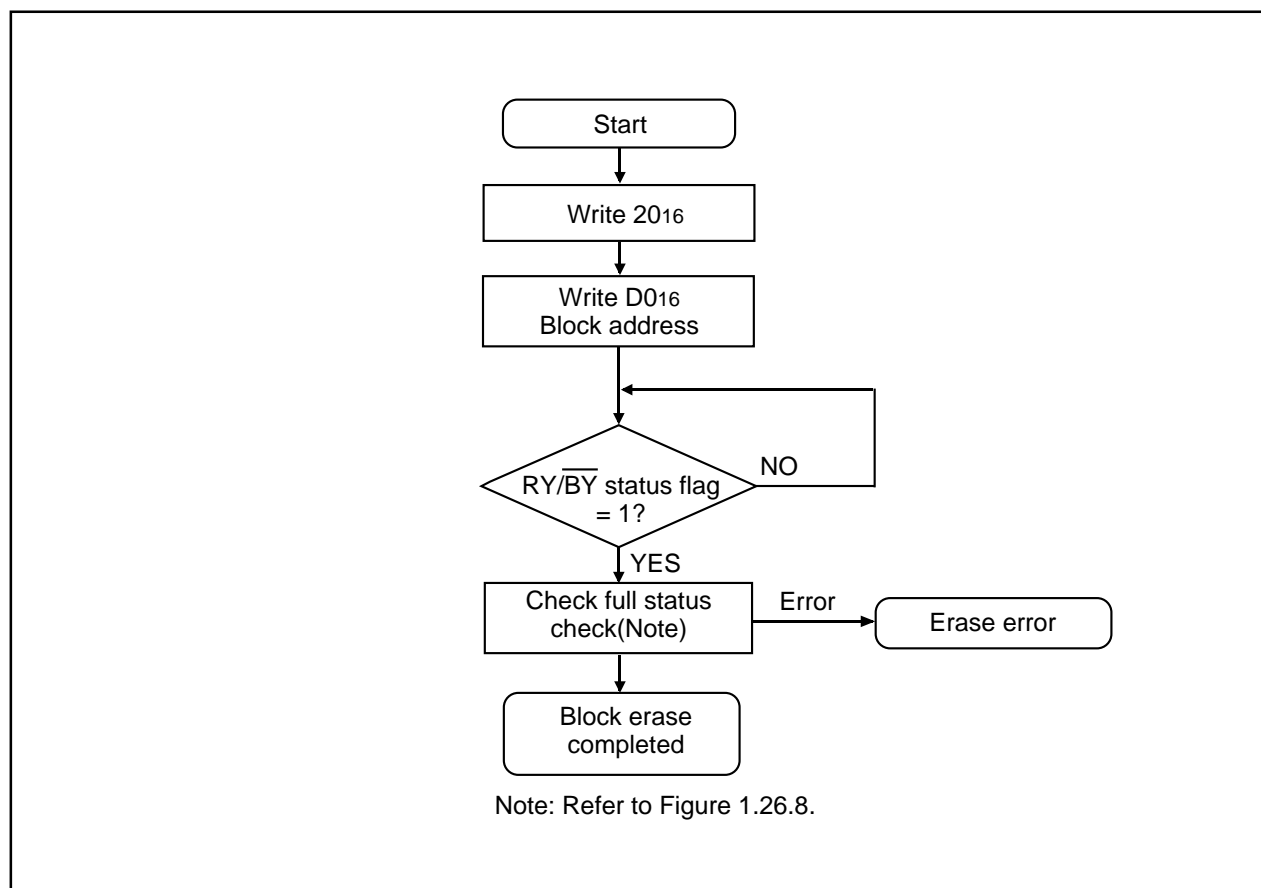 Start
Write 2016
Write D016
Block address
NO
RY/B̅Y̅ status flag
= 1?
YES
Check full status
check(Note)
Error
Erase error
Block erase
completed
Note: Refer to Figure 1.26.8.